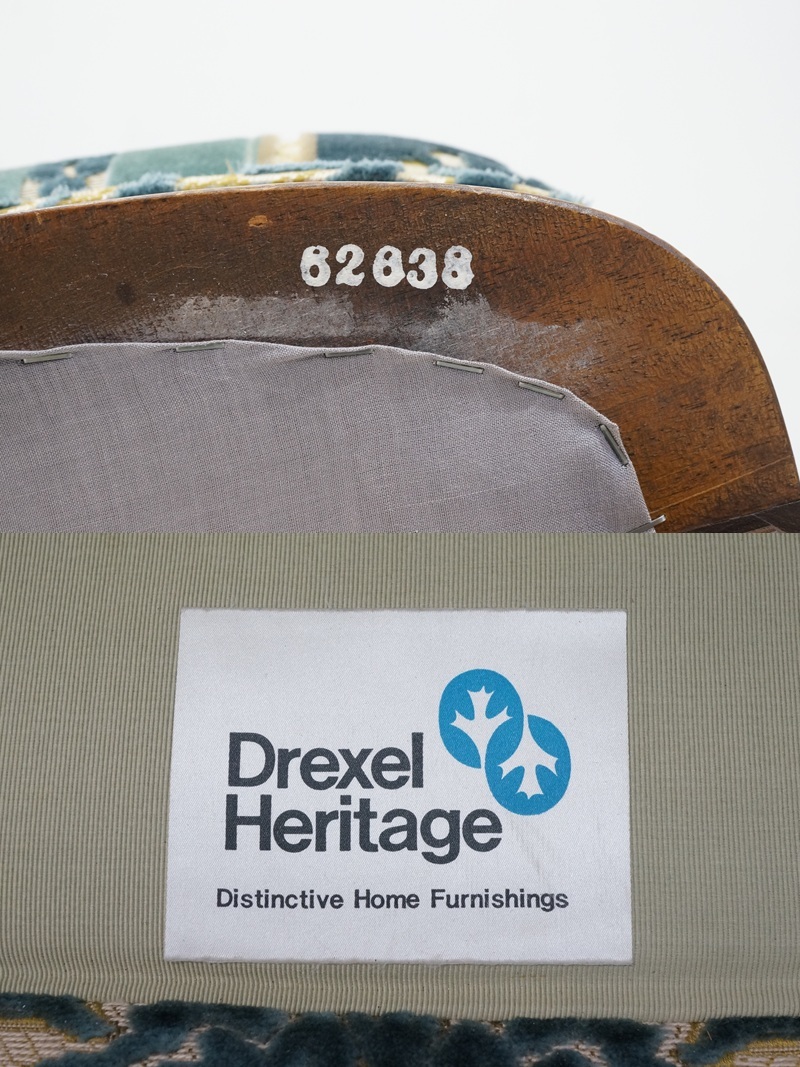 62638
Drexel
Heritage
Distinctive Home Furnishings